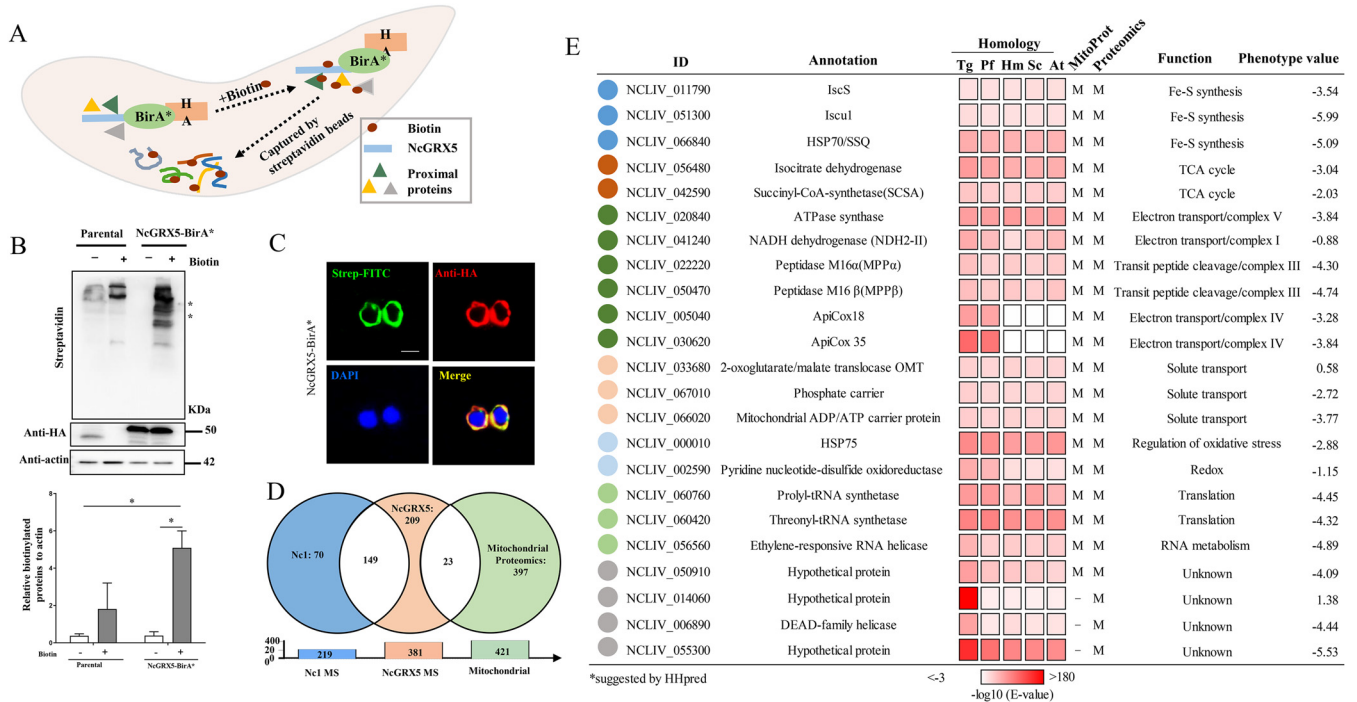 A
H
A
BirA*
H
A
BirA*
+Biotin
Captured by
streptavidin beads
Biotin
NcGRX5
Proximal
proteins
B
Parental NcGRX5-BirA*
– + – + Biotin
Streptavidin
*
*
KDa
Anti-HA
50
Anti-actin
42
Relative biotinylated
proteins to actin
8
6
4
2
0
*
*
Biotin - + - +
Parental NcGRX5-BirA*
C
NcGRX5-BirA*
Strep-FITC
Anti-HA
DAPI
Merge
D
Nc1: 70
149
NcGRX5:
209
23
Mitochondrial
Proteomics:
397
400
20
0
219
381
421
Nc1 MS
NcGRX5 MS
Mitochondrial
E
Homology
ID Annotation Tg Pf Hm Sc At MitoProt Proteomics Function Phenotype value
NCLIV_011790 IscS M M Fe-S synthesis -3.54
NCLIV_051300 Iscu1 M M Fe-S synthesis -5.99
NCLIV_066840 HSP70/SSQ M M Fe-S synthesis -5.09
NCLIV_056480 Isocitrate dehydrogenase M M TCA cycle -3.04
NCLIV_042590 Succinyl-CoA-synthetase(SCSA) M M TCA cycle -2.03
NCLIV_020840 ATPase synthase M M Electron transport/complex V -3.84
NCLIV_041240 NADH dehydrogenase (NDH2-II) M M Electron transport/complex I -0.88
NCLIV_022220 Peptidase M16α(MPPα) M M Transit peptide cleavage/complex III -4.30
NCLIV_050470 Peptidase M16 β(MPPβ) M M Transit peptide cleavage/complex III -4.74
NCLIV_005040 ApiCox18 M M Electron transport/complex IV -3.28
NCLIV_030620 ApiCox 35 M M Electron transport/complex IV -3.84
NCLIV_033680 2-oxoglutarate/malate translocase OMT M M Solute transport 0.58
NCLIV_067010 Phosphate carrier M M Solute transport -2.72
NCLIV_066020 Mitochondrial ADP/ATP carrier protein M M Solute transport -3.77
NCLIV_000010 HSP75 M M Regulation of oxidative stress -2.88
NCLIV_002590 Pyridine nucleotide-disulfide oxidoreductase M M Redox -1.15
NCLIV_060760 Prolyl-tRNA synthetase M M Translation -4.45
NCLIV_060420 Threonyl-tRNA synthetase M M Translation -4.32
NCLIV_056560 Ethylene-responsive RNA helicase M M RNA metabolism -4.89
NCLIV_050910 Hypothetical protein M M Unknown -4.09
NCLIV_014060 Hypothetical protein – M Unknown 1.38
NCLIV_006890 DEAD-family helicase – M Unknown -4.44
NCLIV_055300 Hypothetical protein – M Unknown -5.53
*suggested by HHpred
<-3 >180
-log10 (E-value)